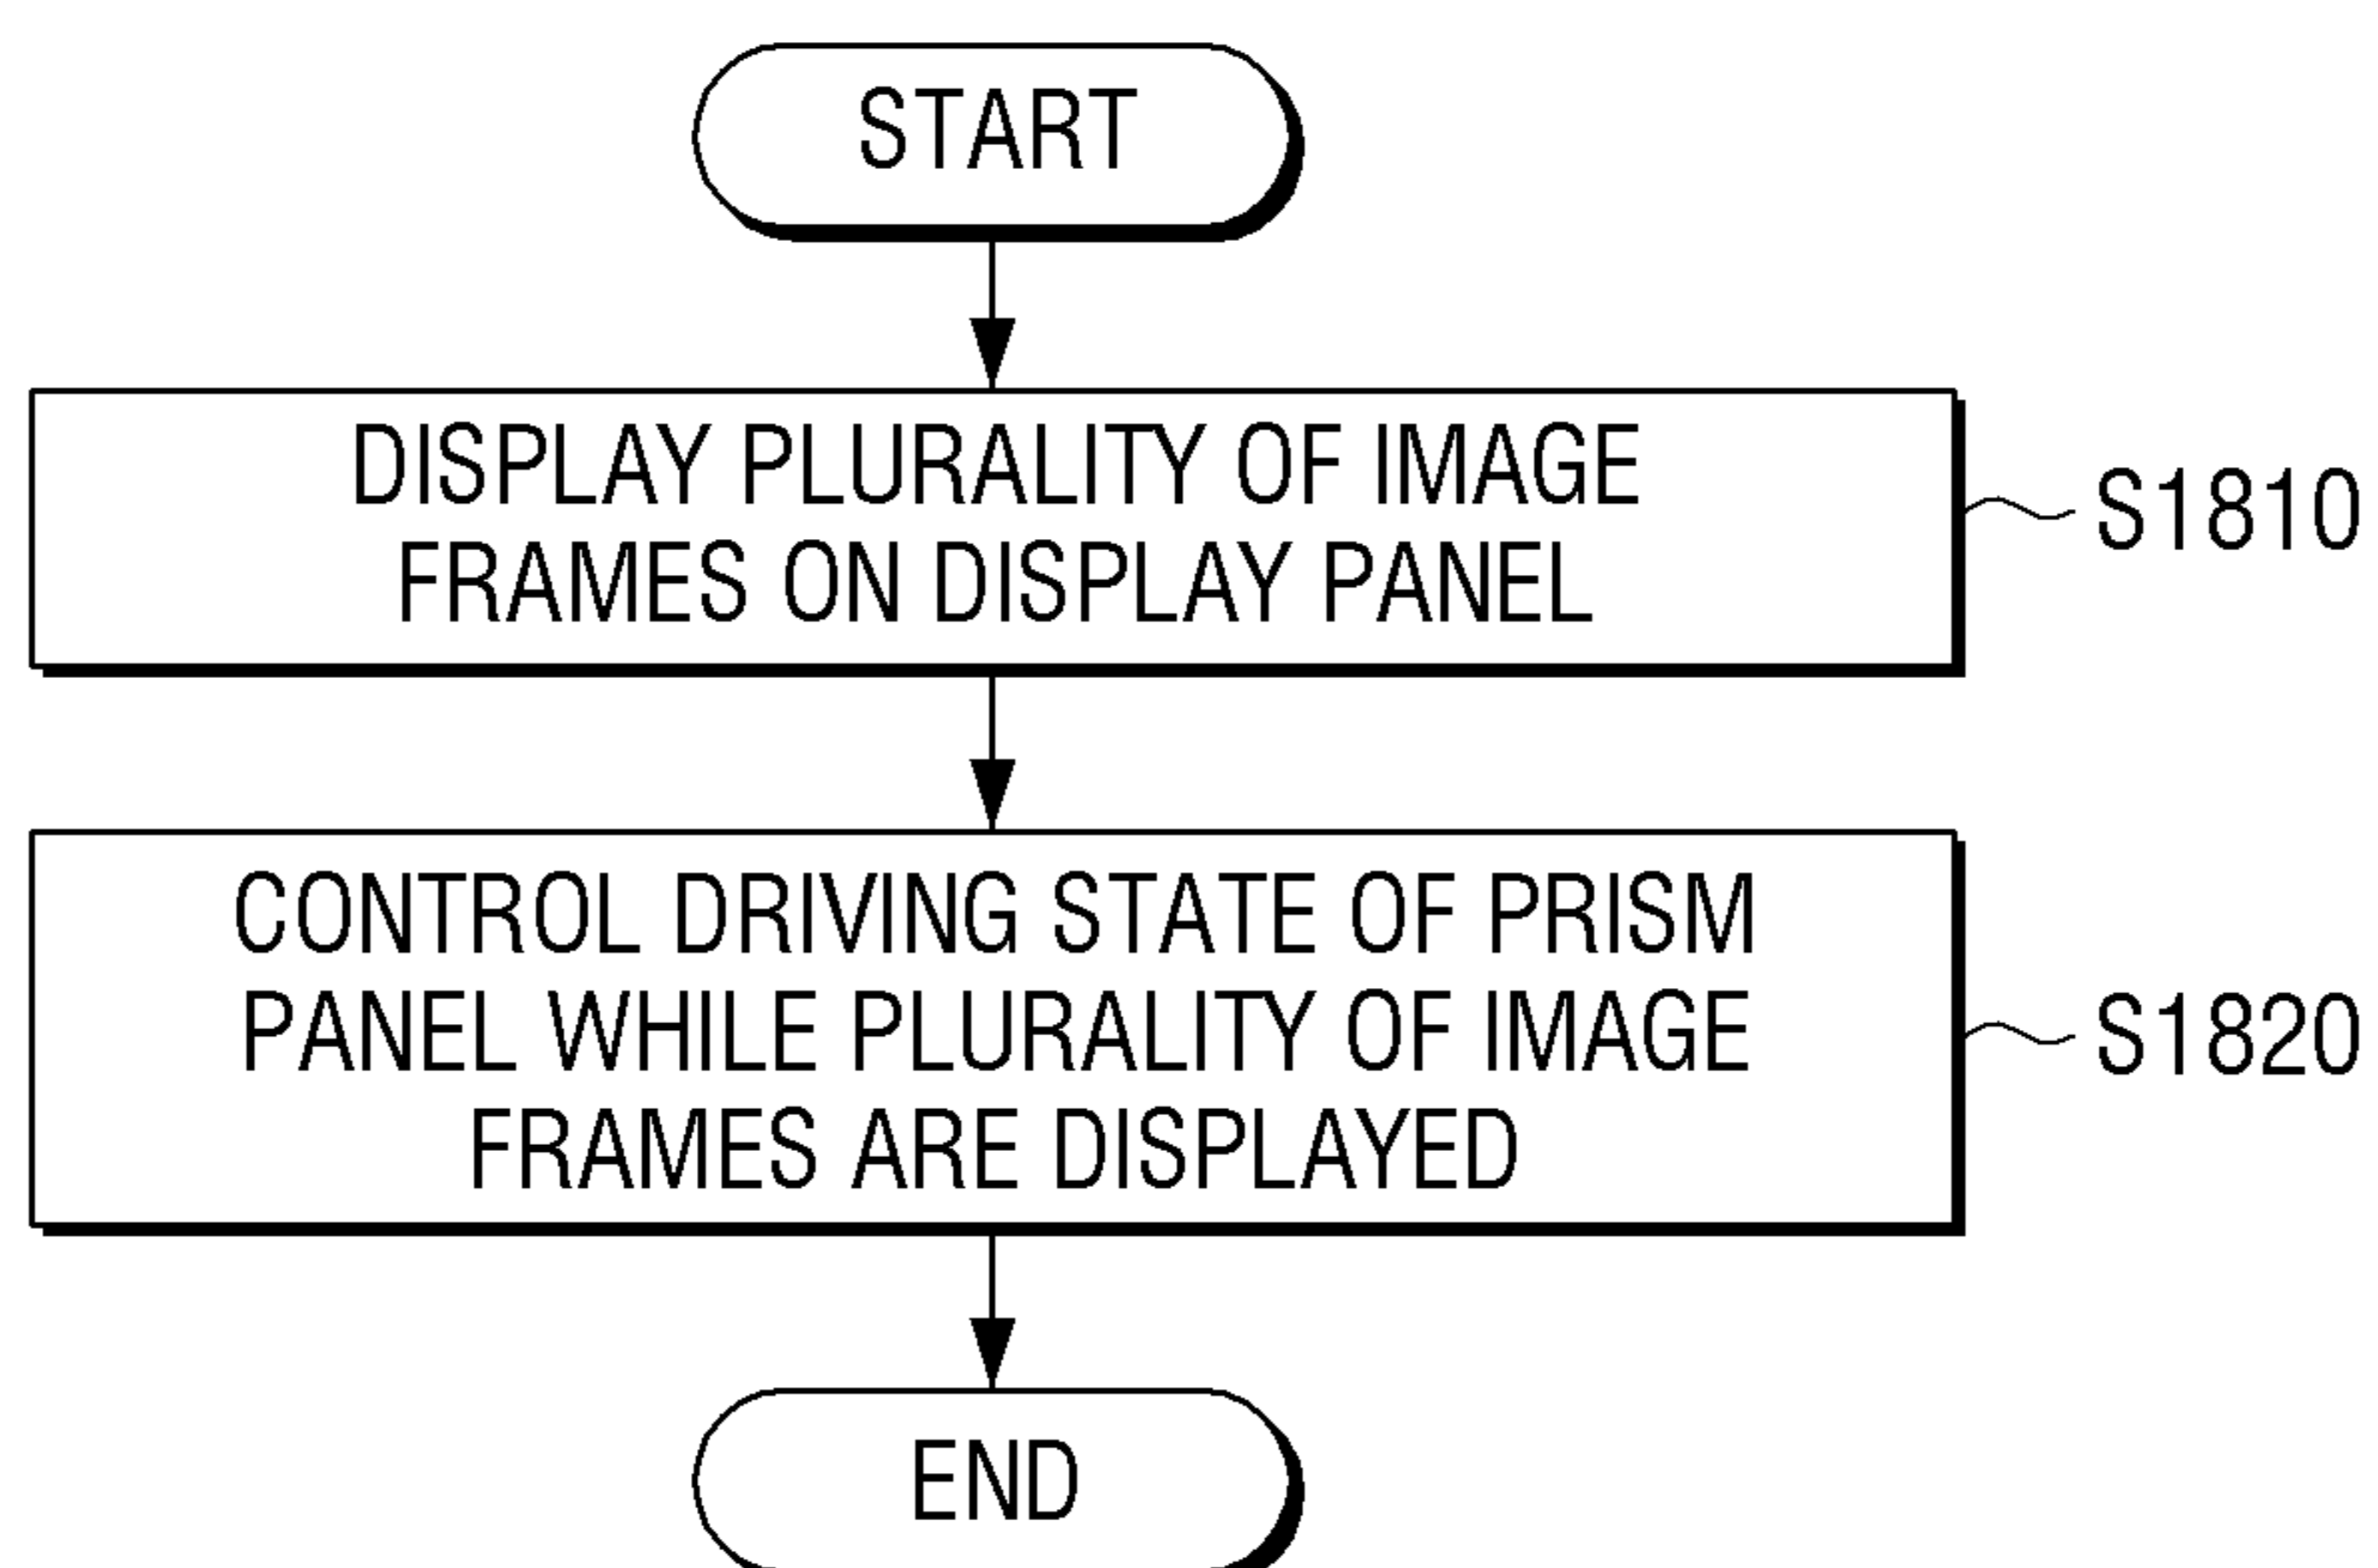 START
DISPLAY PLURALITY OF IMAGE
FRAMES ON DISPLAY PANEL
S1810
CONTROL DRIVING STATE OF PRISM
PANEL WHILE PLURALITY OF IMAGE
FRAMES ARE DISPLAYED
S1820
END